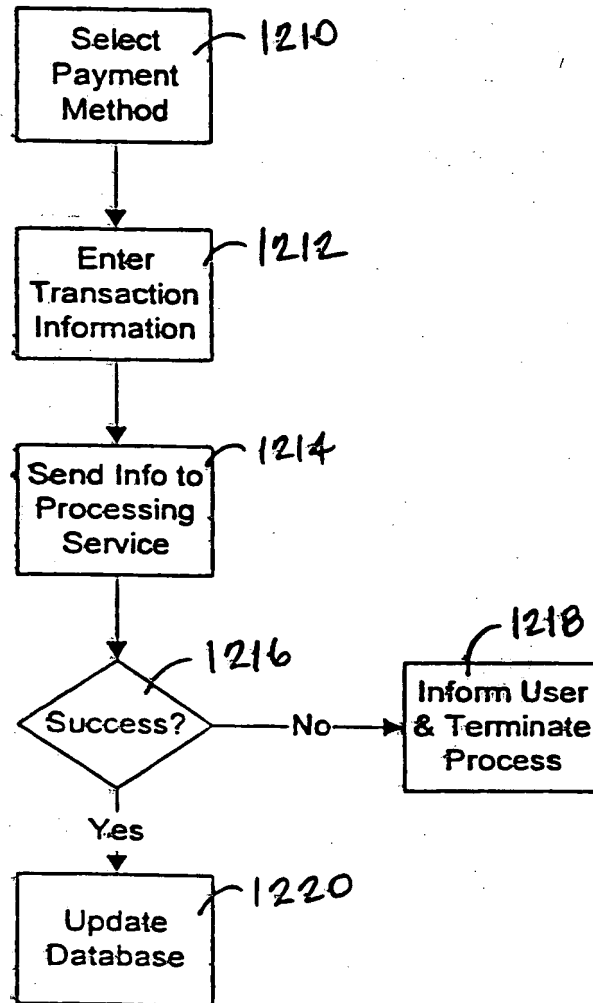 Select
Payment
Method
1210
Enter
Transaction
Information
1212
Send Info to
Processing
Service
1214
Success?
1216
No
Inform User
& Terminate
Process
1218
Yes
Update
Database
1220